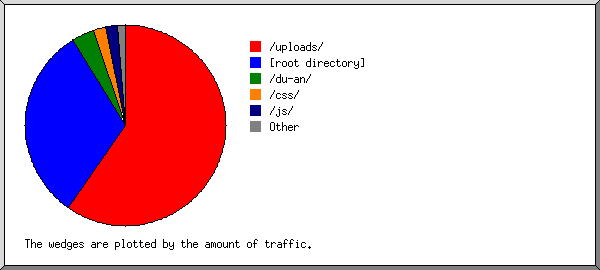 /uploads/
[root directory]
/du-an/
/css/
/js/
Other
The wedges are plotted by the amount of traffic.